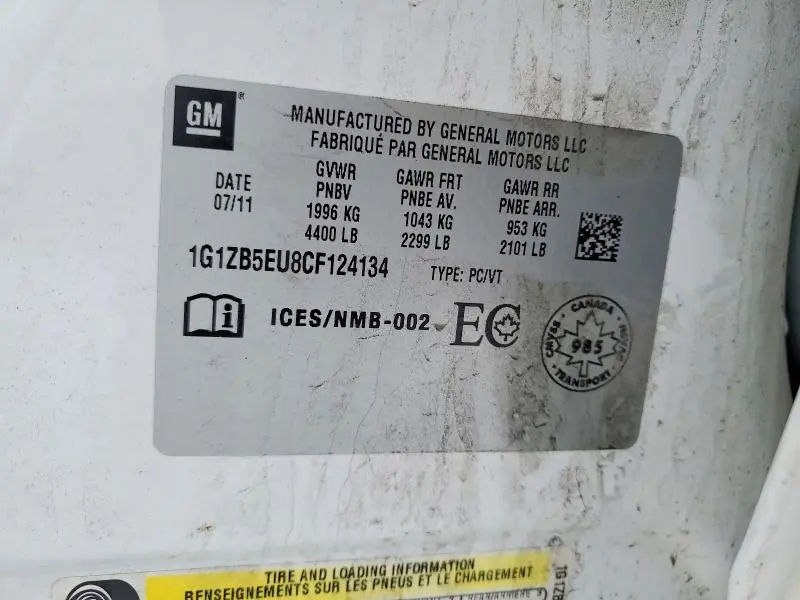 GM
MANUFACTURED BY GENERAL MOTORS LLC
FABRIQUÉ PAR GENERAL MOTORS LLC
DATE
07/11
GVWR
PNBV
1996 KG
4400 LB
GAWR FRT
PNBE AV.
1043 KG
2299 LB
GAWR RR
PNBE ARR.
953 KG
2101 LB
1G1ZB5EU8CF124134
TYPE: PC/VT
i
ICES/NMB-002
EC
CANADA
985
TRANSPORT
TIRE AND LOADING INFORMATION
RENSEIGNEMENTS SUR LES PNEUS ET LE CHARGEMENT